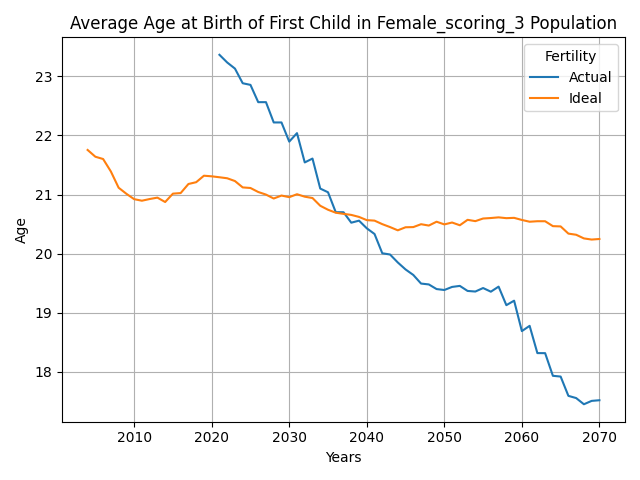 Average Age at Birth of First Child in Female_scoring_3 Population
Fertility
Actual
Ideal
Age
23
22
21
20
19
18
2010
2020
2030
2040
2050
2060
2070
Years